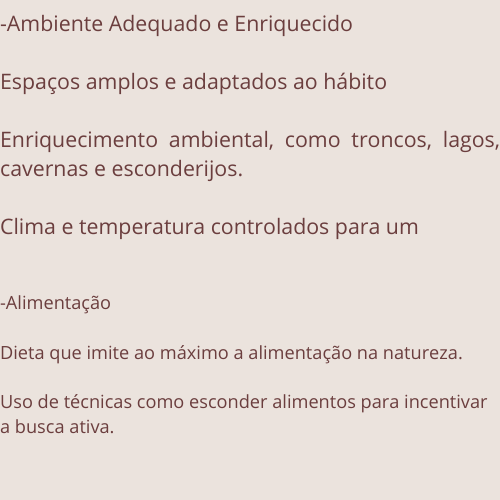 -Ambiente Adequado e Enriquecido
Espaços amplos e adaptados ao hábito
Enriquecimento ambiental, como troncos, lagos,
cavernas e esconderijos.
Clima e temperatura controlados para um
-Alimentação
Dieta que imite ao máximo a alimentação na natureza.
Uso de técnicas como esconder alimentos para incentivar
a busca ativa.